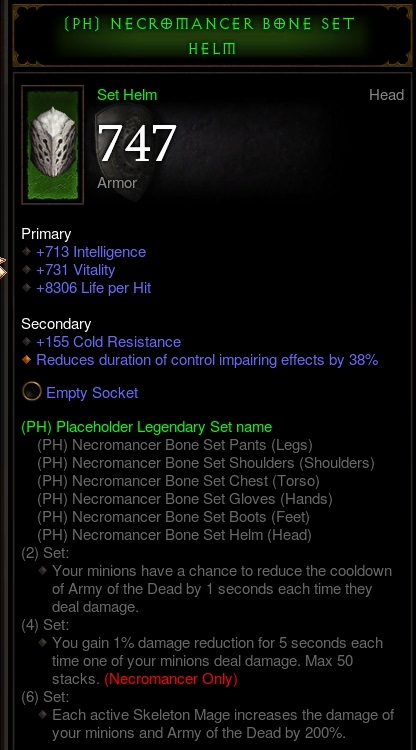 (PH) NECROMANCER BONE SET
HELM
Set Helm Head
747
Armor
Primary
+713 Intelligence
+731 Vitality
+8306 Life per Hit
Secondary
+155 Cold Resistance
Reduces duration of control impairing effects by 38%
Empty Socket
(PH) Placeholder Legendary Set name
(PH) Necromancer Bone Set Pants (Legs)
(PH) Necromancer Bone Set Shoulders (Shoulders)
(PH) Necromancer Bone Set Chest (Torso)
(PH) Necromancer Bone Set Gloves (Hands)
(PH) Necromancer Bone Set Boots (Feet)
(PH) Necromancer Bone Set Helm (Head)
(2) Set:
Your minions have a chance to reduce the cooldown
of Army of the Dead by 1 seconds each time they
deal damage.
(4) Set:
You gain 1% damage reduction for 5 seconds each
time one of your minions deal damage. Max 50
stacks. (Necromancer Only)
(6) Set:
Each active Skeleton Mage increases the damage of
your minions and Army of the Dead by 200%.